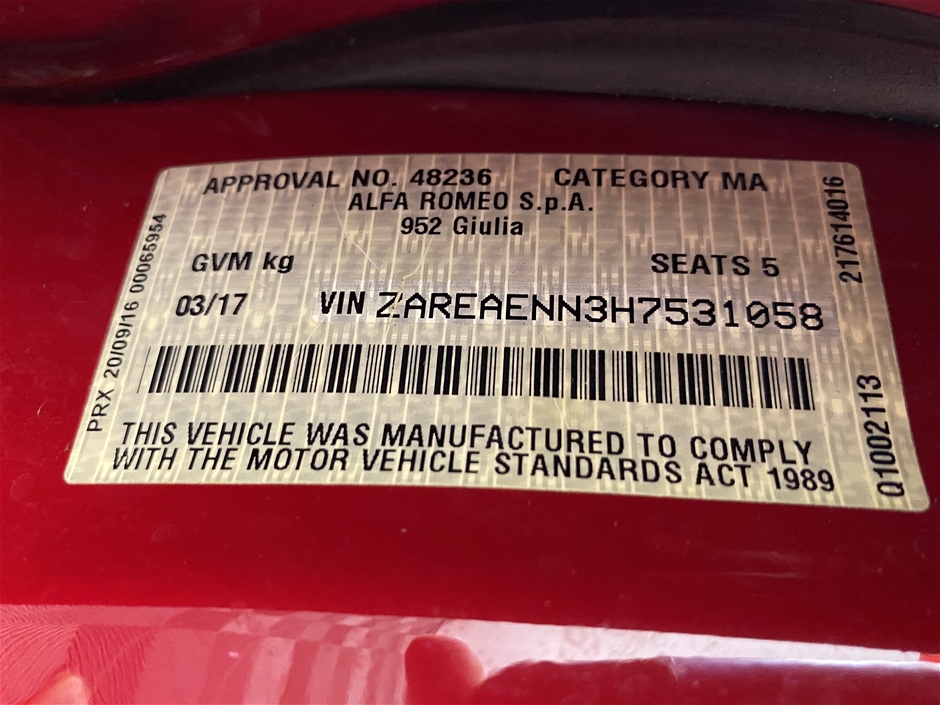 APPROVAL NO. 48236 CATEGORY MA
ALFA ROMEO S.p.A.
952 Giulia
GVM kg SEATS 5
03/17 VIN ZAREAENN3H7531058
THIS VEHICLE WAS MANUFACTURED TO COMPLY
WITH THE MOTOR VEHICLE STANDARDS ACT 1989
PRX 20/09/16 00065954
217614016
Q1002113